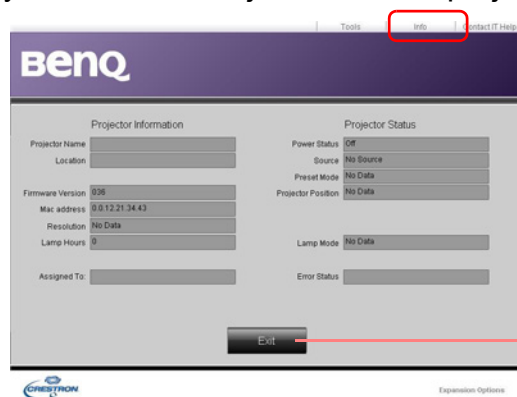 Tools Info Contact IT Help
BenQ
Projector Information
Projector Name
Location
Firmware Version 036
Mac address 0.0.12.21.34.43
Resolution No Data
Lamp Hours 0
Assigned To:
Projector Status
Power Status Off
Source No Source
Preset Mode No Data
Projector Position No Data
Lamp Mode No Data
Error Status
Exit
CRESTRON
Expansion Options